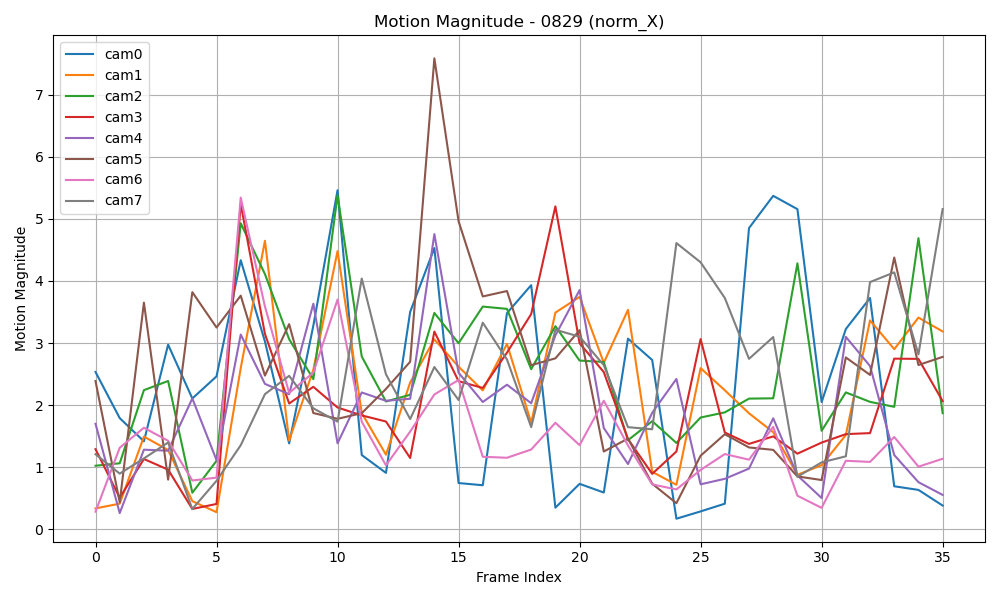 Motion Magnitude - 0829 (norm_X)
cam0
cam1
cam2
cam3
cam4
cam5
cam6
cam7
Motion Magnitude
7
6
5
4
3
2
1
0
0 5 10 15 20 25 30 35
Frame Index